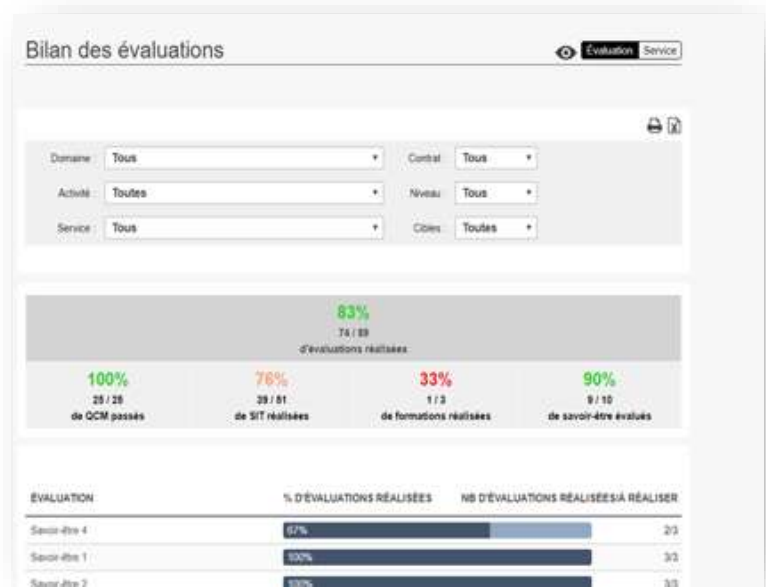 Bilan des évaluations
Évaluation Service
Domaine : Tous Contrat : Tous
Activité : Toutes Niveau : Tous
Service : Tous Cibles : Toutes
83%
74 / 89
d'évaluations réalisées
100% 76% 33% 90%
25 / 25 39 / 51 1 / 3 9 / 10
de QCM passés de SIT réalisées de formations réalisées de savoir-être évalués
ÉVALUATION % D'ÉVALUATIONS RÉALISÉES NB D'ÉVALUATIONS RÉALISÉES/À RÉALISER
Savoir-être 4 67% 2/3
Savoir-être 1 100% 3/3
Savoir-être 2 100% 3/3